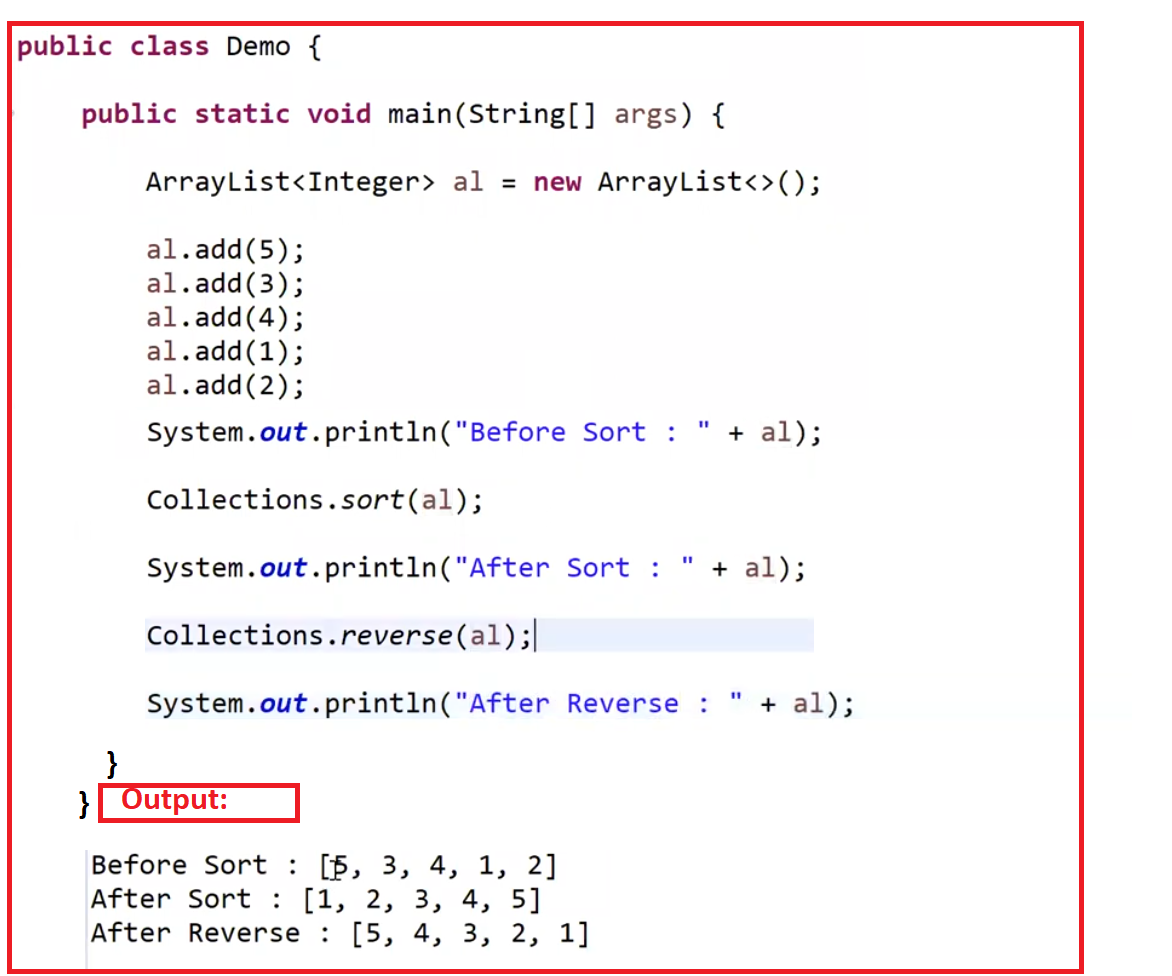 public class Demo {
public static void main(String[] args) {
ArrayList<Integer> al = new ArrayList<>();
al.add(5);
al.add(3);
al.add(4);
al.add(1);
al.add(2);
System.out.println("Before Sort : " + al);
Collections.sort(al);
System.out.println("After Sort : " + al);
Collections.reverse(al);
System.out.println("After Reverse : " + al);
}
} Output:
Before Sort : [5, 3, 4, 1, 2]
After Sort : [1, 2, 3, 4, 5]
After Reverse : [5, 4, 3, 2, 1]